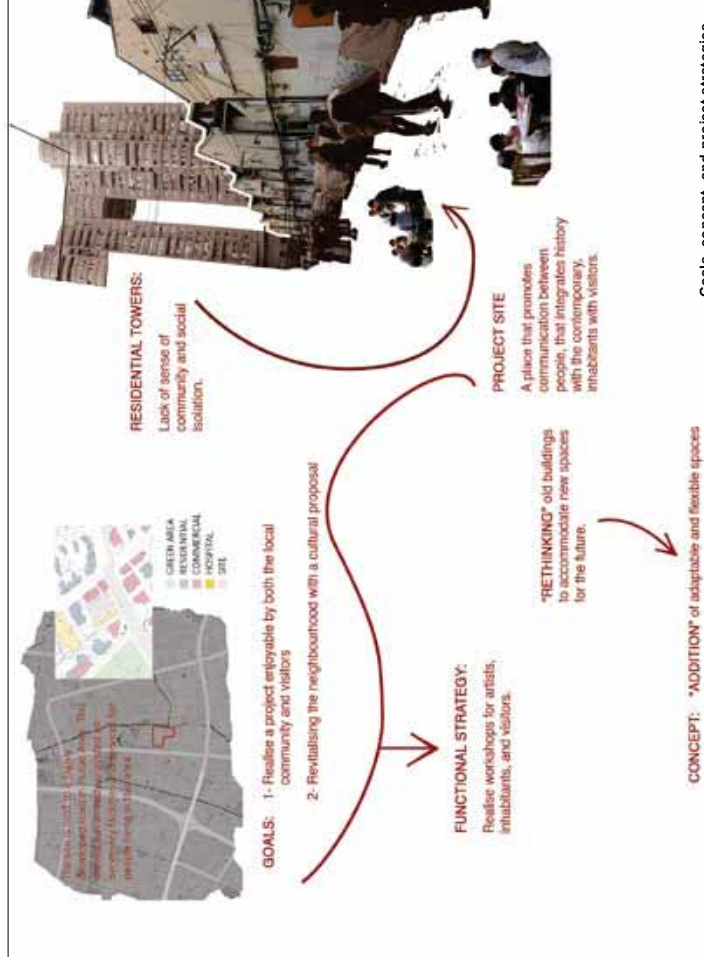 GREEN AREA
RESIDENTIAL
COMMERCIAL
HOSPITAL
SITE
GOALS: 1- Realise a project enjoyable by both the local
community and visitors
2- Revitalising the neighbourhood with a cultural proposal
RESIDENTIAL TOWERS:
Lack of sense of
community and social
isolation.
FUNCTIONAL STRATEGY:
Realise workshops for artists,
inhabitants, and visitors.
"RETHINKING" old buildings
to accommodate new spaces
for the future.
PROJECT SITE
A place that promotes
communication between
people, that integrates history
with the contemporary,
inhabitants with visitors.
CONCEPT: "ADDITION" of adaptable and flexible spaces
Goals, concept, and project strategies